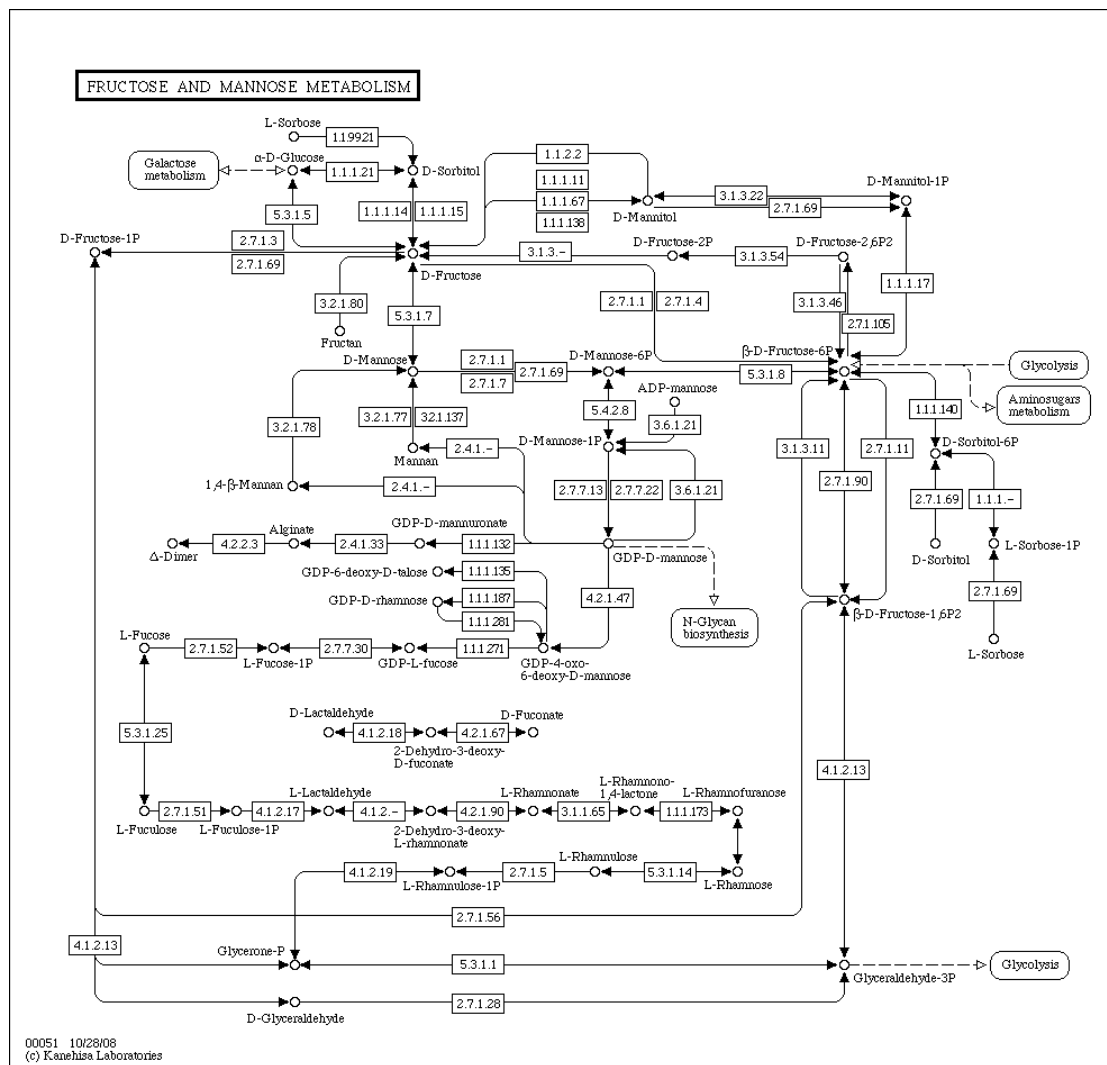 FRUCTOSE AND MANNOSE METABOLISM
L-Sorbose
1.1.99.21
Galactose
metabolism
α-D-Glucose
1.1.1.21
D-Sorbitol
1.1.2.2
1.1.1.11
1.1.1.67
1.1.1.138
D-Mannitol
3.1.3.22
2.7.1.69
D-Mannitol-1P
5.3.1.5
1.1.1.14
1.1.1.15
D-Fructose-1P
2.7.1.3
2.7.1.69
D-Fructose
3.1.3.-
D-Fructose-2P
3.1.3.54
D-Fructose-2,6P2
1.1.1.17
3.2.1.80
Fructan
5.3.1.7
2.7.1.1
2.7.1.4
3.1.3.46
2.7.1.105
D-Mannose
2.7.1.1
2.7.1.69
2.7.1.7
D-Mannose-6P
5.3.1.8
β-D-Fructose-6P
Glycolysis
Aminosugars
metabolism
ADP-mannose
3.2.1.78
3.2.1.77
3.2.1.137
5.4.2.8
3.6.1.21
1.1.1.140
Mannan
2.4.1.-
D-Mannose-1P
3.1.3.11
2.7.1.11
D-Sorbitol-6P
1,4-β-Mannan
2.4.1.-
2.7.7.13
2.7.7.22
3.6.1.21
2.7.1.90
2.7.1.69
1.1.1.-
Δ-Dimer
4.2.2.3
Alginate
2.4.1.33
GDP-D-mannuronate
1.1.1.132
GDP-D-mannose
D-Sorbitol
L-Sorbose-1P
GDP-6-deoxy-D-talose
1.1.1.135
GDP-D-rhamnose
1.1.1.187
1.1.1.281
4.2.1.47
N-Glycan
biosynthesis
β-D-Fructose-1,6P2
2.7.1.69
L-Sorbose
L-Fucose
2.7.1.52
L-Fucose-1P
2.7.7.30
GDP-L-fucose
1.1.1.271
GDP-4-oxo-
6-deoxy-D-mannose
5.3.1.25
D-Lactaldehyde
4.1.2.18
2-Dehydro-3-deoxy-
D-fuconate
4.2.1.67
D-Fuconate
4.1.2.13
L-Fuculose
2.7.1.51
L-Fuculose-1P
4.1.2.17
L-Lactaldehyde
4.1.2.-
2-Dehydro-3-deoxy-
L-rhamnonate
4.2.1.90
L-Rhamnonate
3.1.1.65
L-Rhamnono-
1,4-lactone
1.1.1.173
L-Rhamnofuranose
4.1.2.19
L-Rhamnulose-1P
2.7.1.5
L-Rhamnulose
5.3.1.14
L-Rhamnose
2.7.1.56
4.1.2.13
Glycerone-P
5.3.1.1
Glyceraldehyde-3P
Glycolysis
D-Glyceraldehyde
2.7.1.28
00051 10/28/08
(c) Kanehisa Laboratories